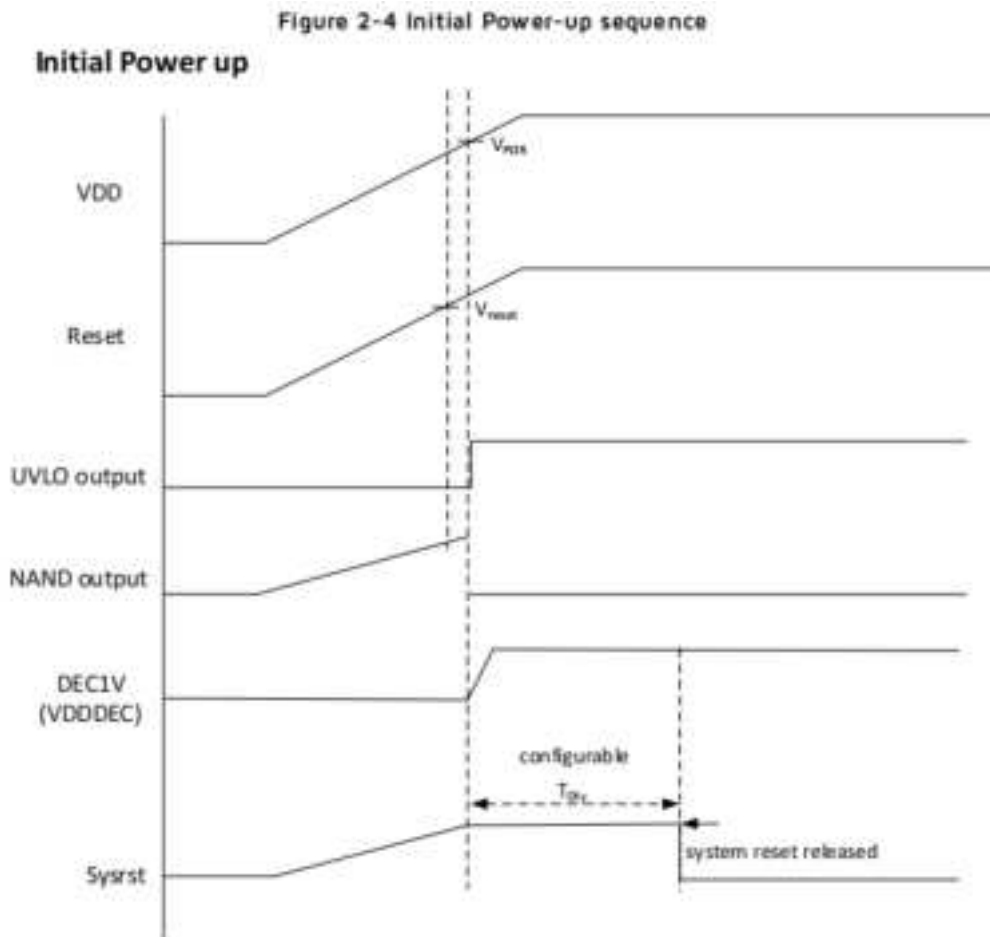 Figure 2-4 Initial Power-up sequence
Initial Power up
VDD
Reset
Vreset
UVLO output
NAND output
DEC1V
(VDDDEC)
configurable
system reset released
Sysrst